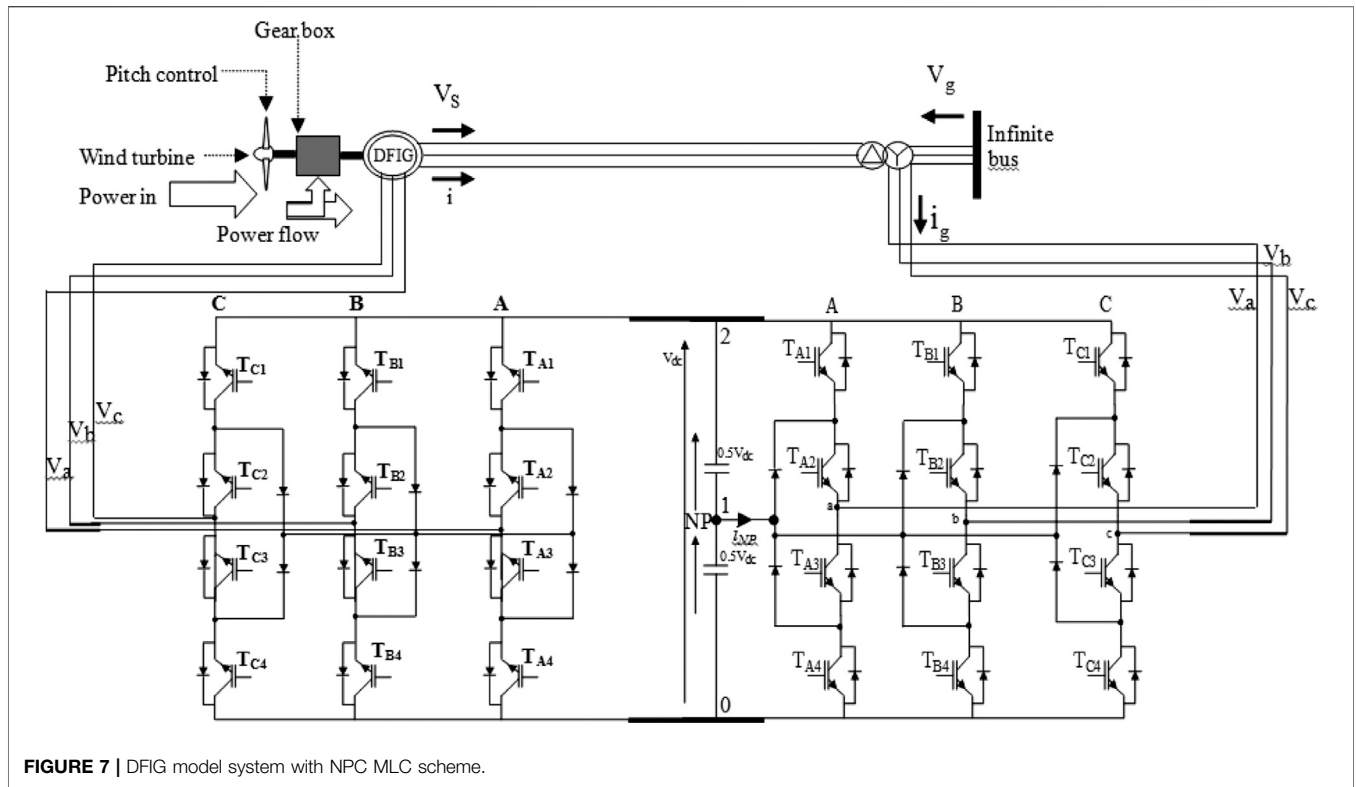 Gear box
Pitch control
Wind turbine
Power in
Power flow
DFIG
V_S
i
V_g
Infinite
bus
i_g
V_b
V_a
V_c
C B A
2
A B C
V_dc
T_C1 T_B1 T_A1
T_A1 T_B1 T_C1
V_c
V_b
V_a
T_C2 T_B2 T_A2
0.5V_dc
T_A2 T_B2 T_C2
1
a
b
c
NP
i_NP
T_C3 T_B3 T_A3
0.5V_dc
T_A3 T_B3 T_C3
T_C4 T_B4 T_A4
T_A4 T_B4 T_C4
0
FIGURE 7 | DFIG model system with NPC MLC scheme.